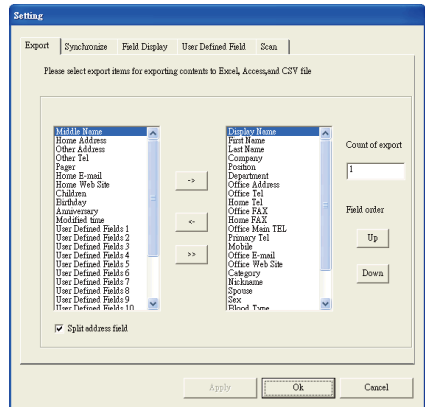 Setting
Export Synchronize Field Display User Defined Field Scan
Please select export items for exporting contents to Excel, Access,and CSV file
Middle Name
Home Address
Other Address
Other Tel
Pager
Home E-mail
Home Web Site
Children
Birthday
Anniversary
Modified time
User Defined Fields 1
User Defined Fields 2
User Defined Fields 3
User Defined Fields 4
User Defined Fields 5
User Defined Fields 6
User Defined Fields 7
User Defined Fields 8
User Defined Fields 9
User Defined Fields 10
->
<-
>>
Display Name
First Name
Last Name
Company
Position
Department
Office Address
Office Tel
Home Tel
Office FAX
Home FAX
Office Main TEL
Primary Tel
Mobile
Office E-mail
Office Web Site
Category
Nickname
Spouse
Sex
Blood Type
Count of export
1
Field order
Up
Down
Split address field
Apply Ok Cancel